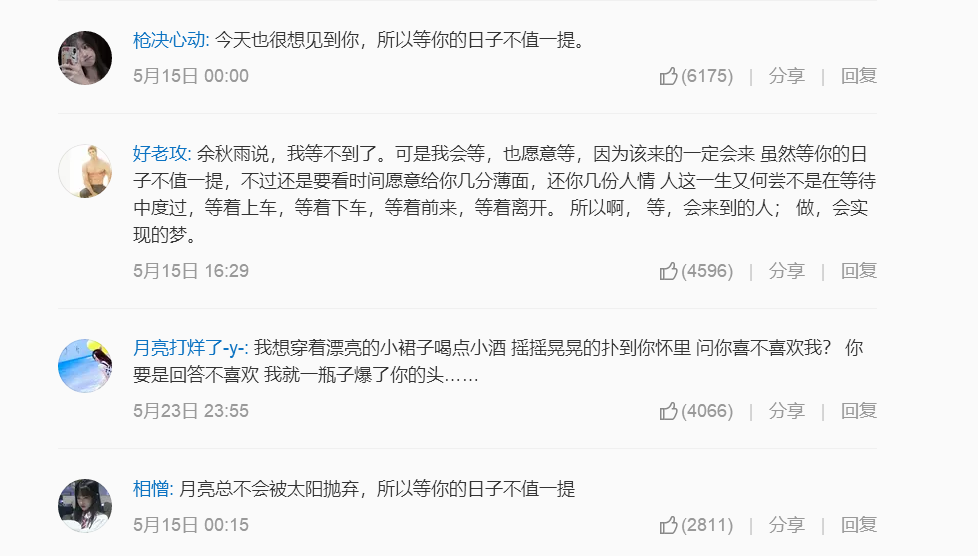 枪决心动: 今天也很想见到你，所以等你的日子不值一提。
5月15日 00:00 (6175) | 分享 | 回复
好老攻: 余秋雨说，我等不到了。可是我会等，也愿意等，因为该来的一定会来 虽然等你的日
子不值一提，不过还是要看时间愿意给你几分薄面，还你几份人情 人这一生又何尝不是在等待
中度过，等着上车，等着下车，等着前来，等着离开。 所以啊， 等，会来到的人； 做，会实
现的梦。
5月15日 16:29 (4596) | 分享 | 回复
月亮打烊了-y-: 我想穿着漂亮的小裙子喝点小酒 摇摇晃晃的扑到你怀里 问你喜不喜欢我？ 你
要是回答不喜欢 我就一瓶子爆了你的头……
5月23日 23:55 (4066) | 分享 | 回复
相憎: 月亮总不会被太阳抛弃，所以等你的日子不值一提
5月15日 00:15 (2811) | 分享 | 回复